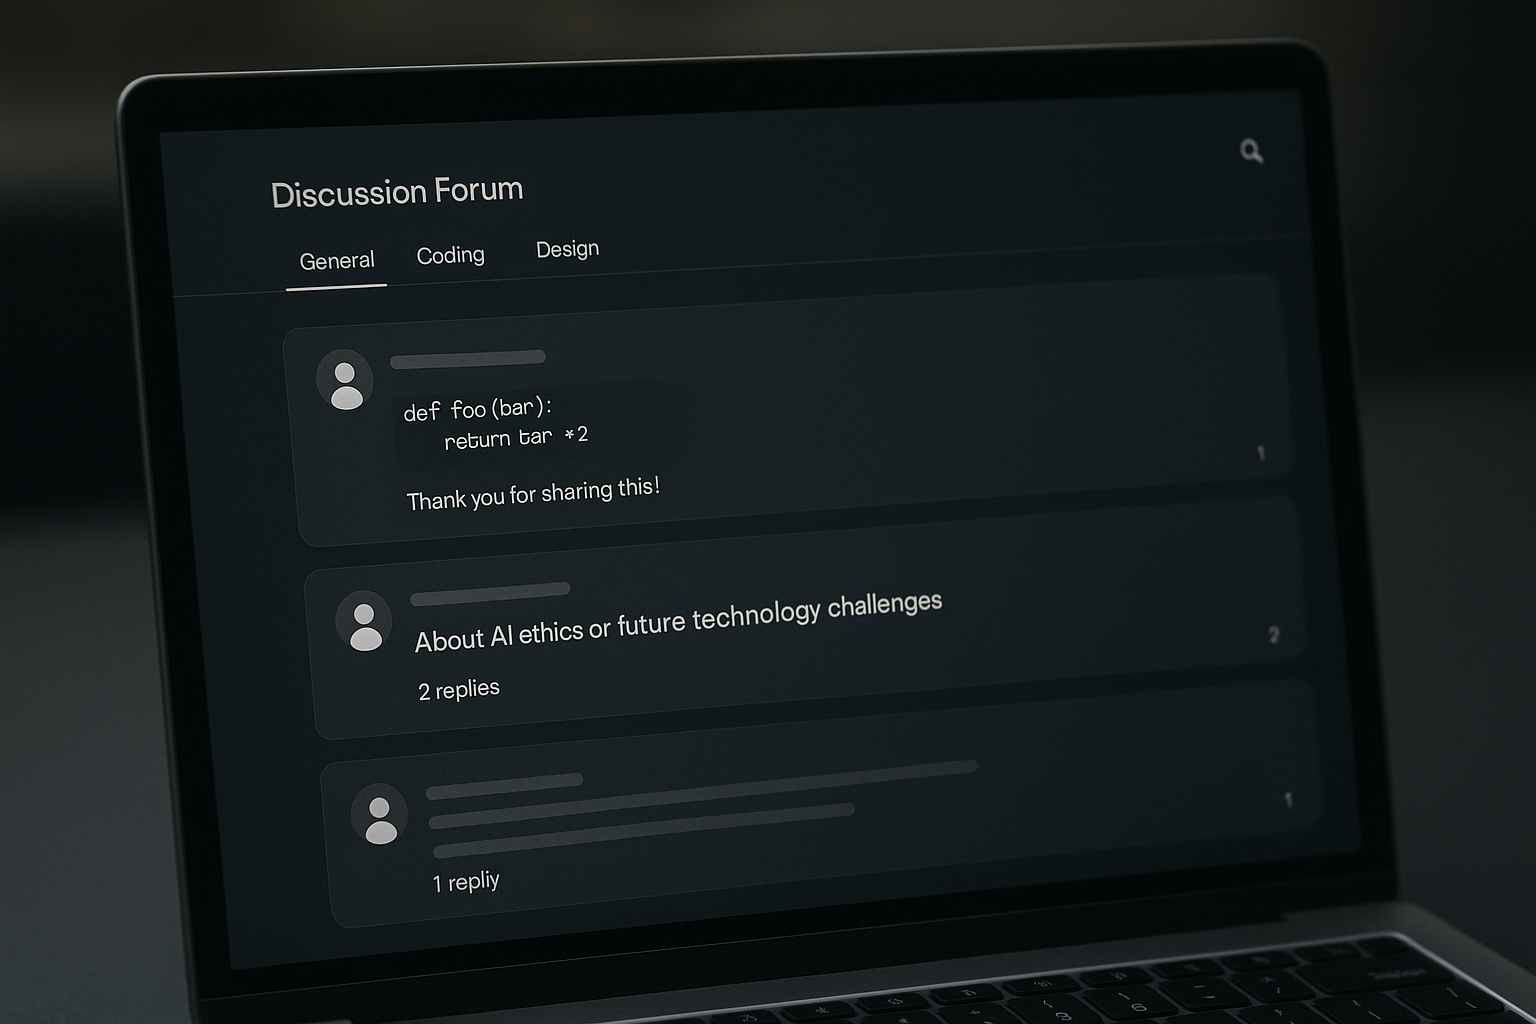 Discussion Forum
General Coding Design
def foo(bar):
return tar *2
1
Thank you for sharing this!
About AI ethics or future technology challenges
2
2 replies
1
1 repliy